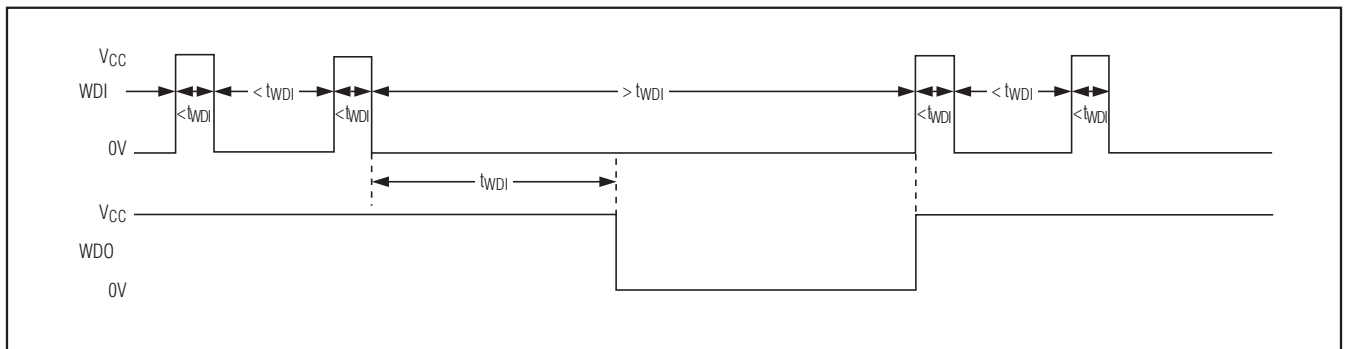 VCC
WDI
< tWDI
> tWDI
< tWDI
<tWDI
<tWDI
<tWDI
<tWDI
0V
tWDI
VCC
WDO
0V